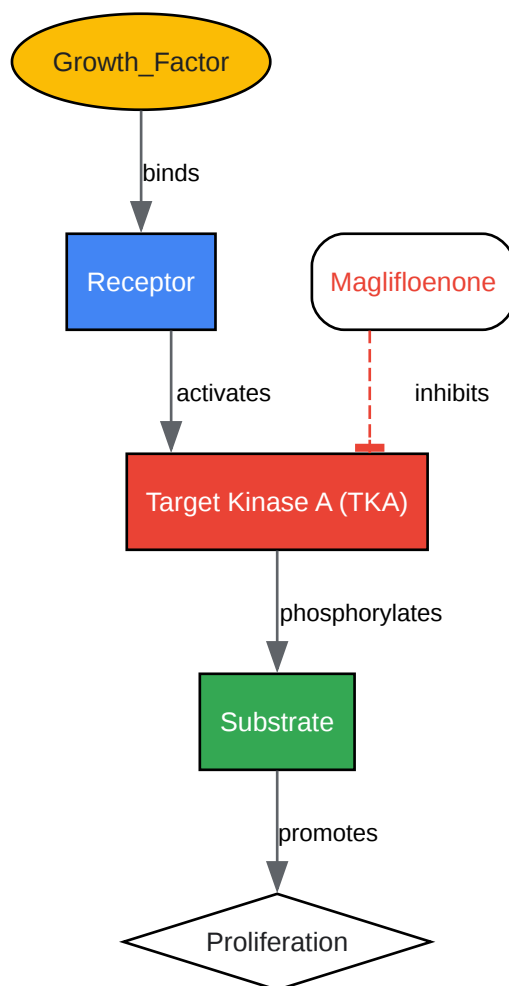 Growth_Factor
binds
Receptor
Maglifloenone
activates
inhibits
Target Kinase A (TKA)
phosphorylates
Substrate
promotes
Proliferation